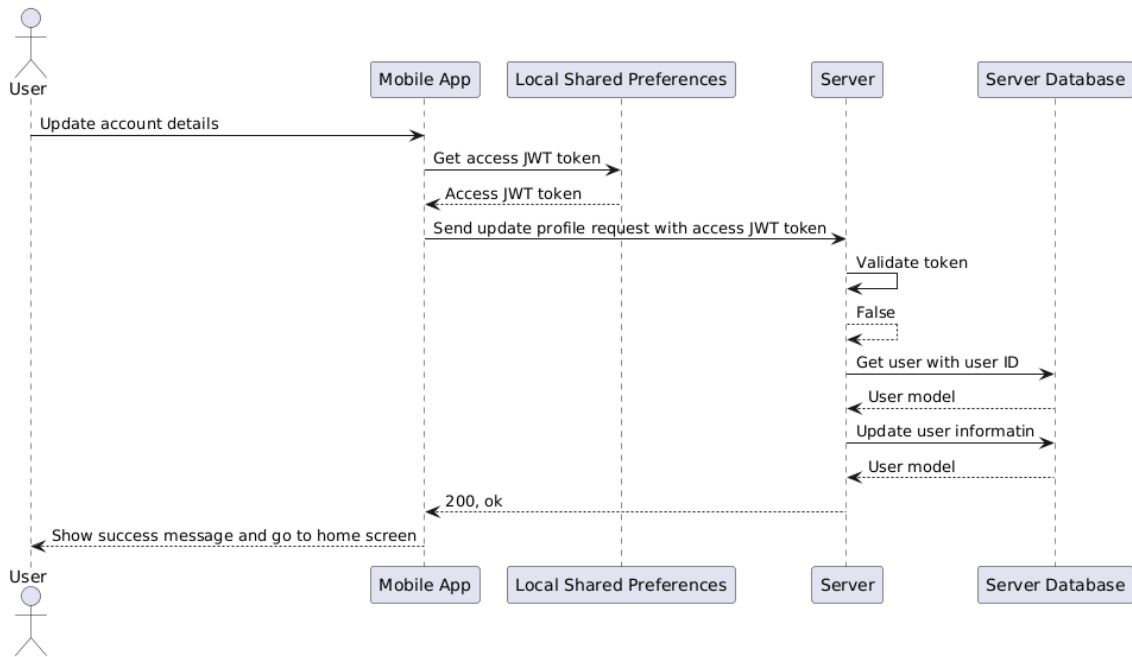 User
Mobile App
Local Shared Preferences
Server
Server Database
Update account details
Get access JWT token
Access JWT token
Send update profile request with access JWT token
Validate token
False
Get user with user ID
User model
Update user informatin
User model
200, ok
Show success message and go to home screen
User
Mobile App
Local Shared Preferences
Server
Server Database